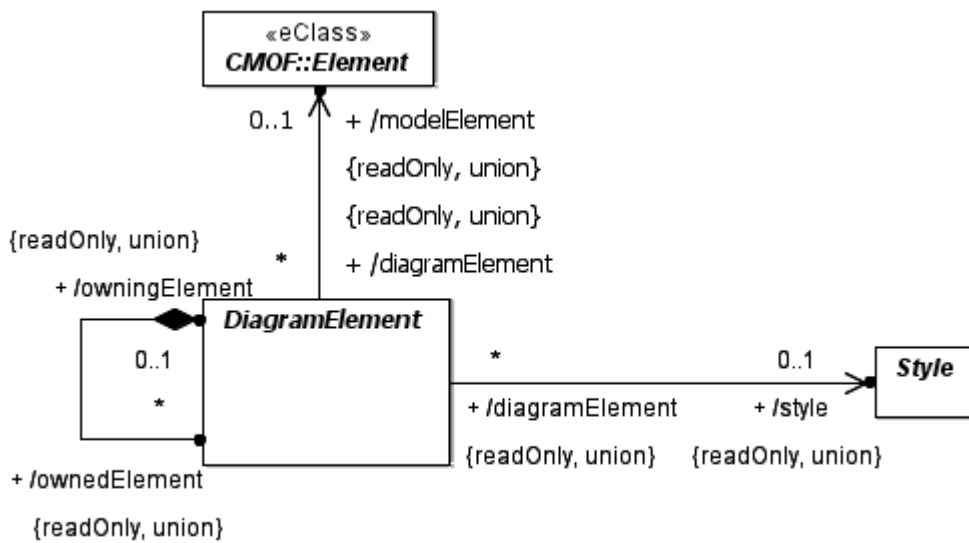 «eClass»
CMOF::Element
0..1
+ /modelElement
{readOnly, union}
{readOnly, union}
{readOnly, union}
*
+ /diagramElement
+ /owningElement
DiagramElement
0..1
*
*
0..1
Style
+ /diagramElement
+ /style
{readOnly, union}
{readOnly, union}
+ /ownedElement
{readOnly, union}